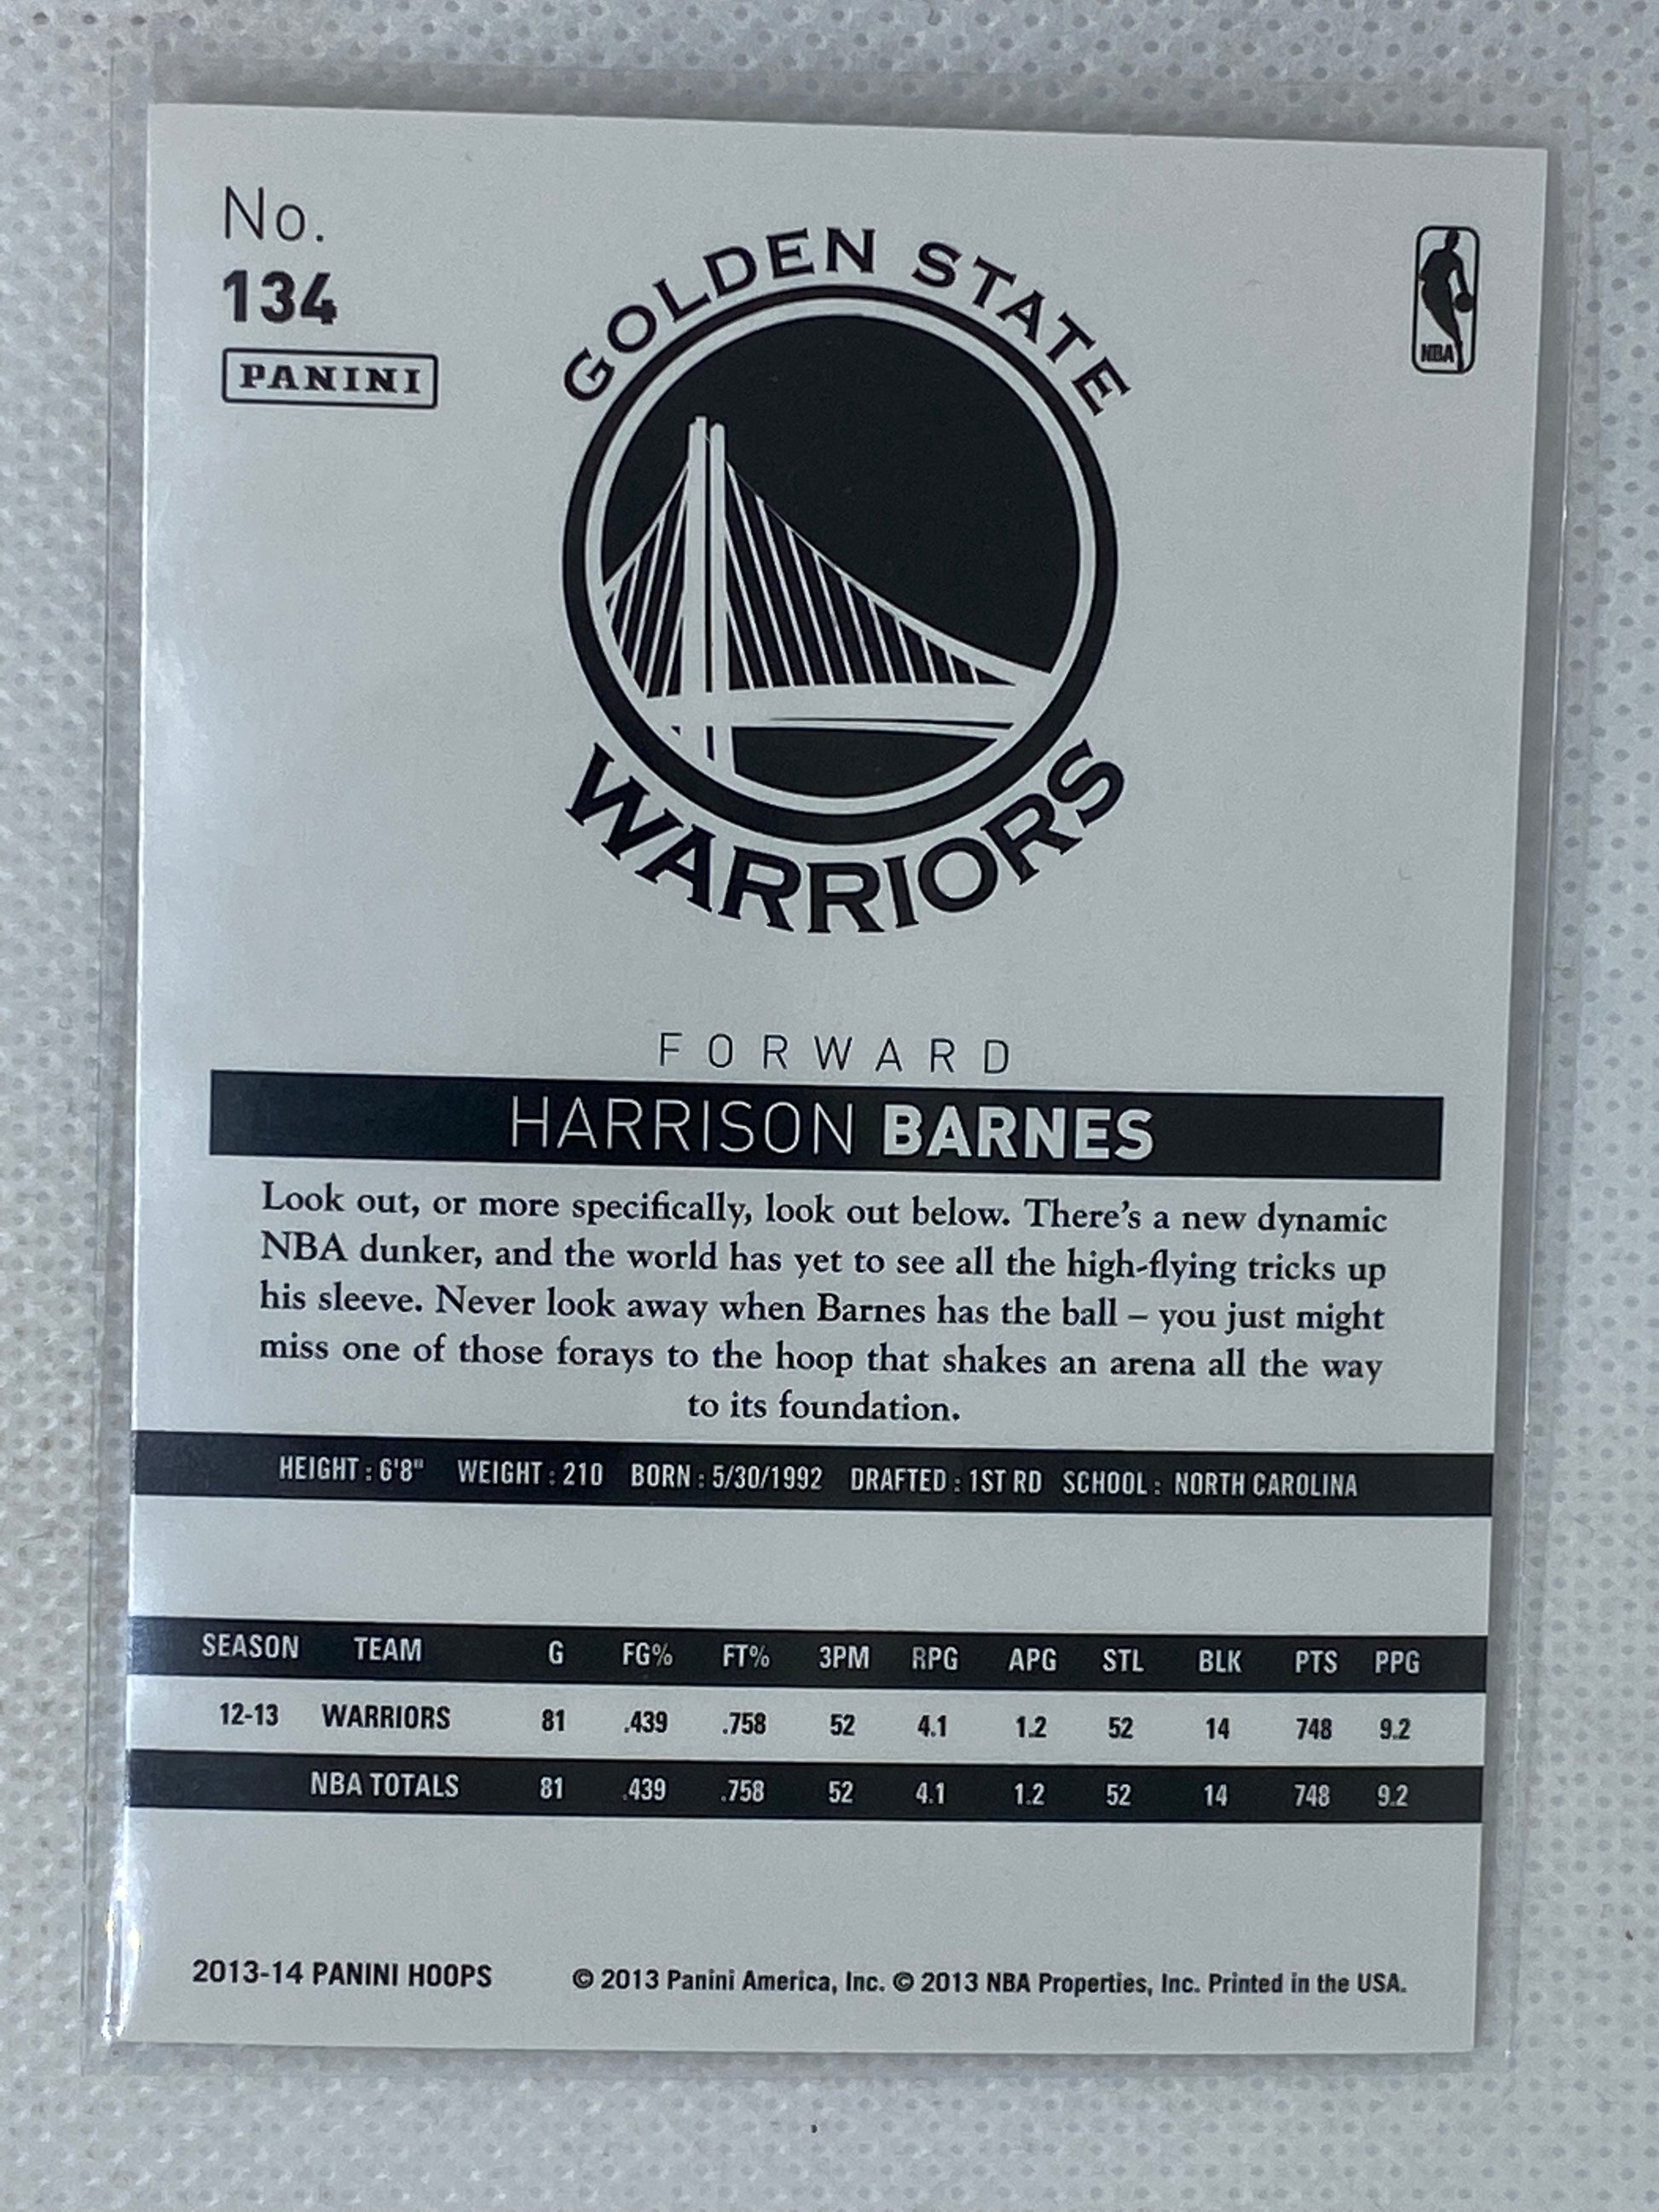 No.
134
PANINI
GOLDEN STATE
WARRIORS
NBA
FORWARD
HARRISON BARNES
Look out, or more specifically, look out below. There's a new dynamic
NBA dunker, and the world has yet to see all the high-flying tricks up
his sleeve. Never look away when Barnes has the ball – you just might
miss one of those forays to the hoop that shakes an arena all the way
to its foundation.
HEIGHT : 6'8" WEIGHT : 210 BORN : 5/30/1992 DRAFTED : 1ST RD SCHOOL : NORTH CAROLINA
SEASON TEAM G FG% FT% 3PM RPG APG STL BLK PTS PPG
12-13 WARRIORS 81 .439 .758 52 4.1 1.2 52 14 748 9.2
NBA TOTALS 81 .439 .758 52 4.1 1.2 52 14 748 9.2
2013-14 PANINI HOOPS © 2013 Panini America, Inc. © 2013 NBA Properties, Inc. Printed in the USA.